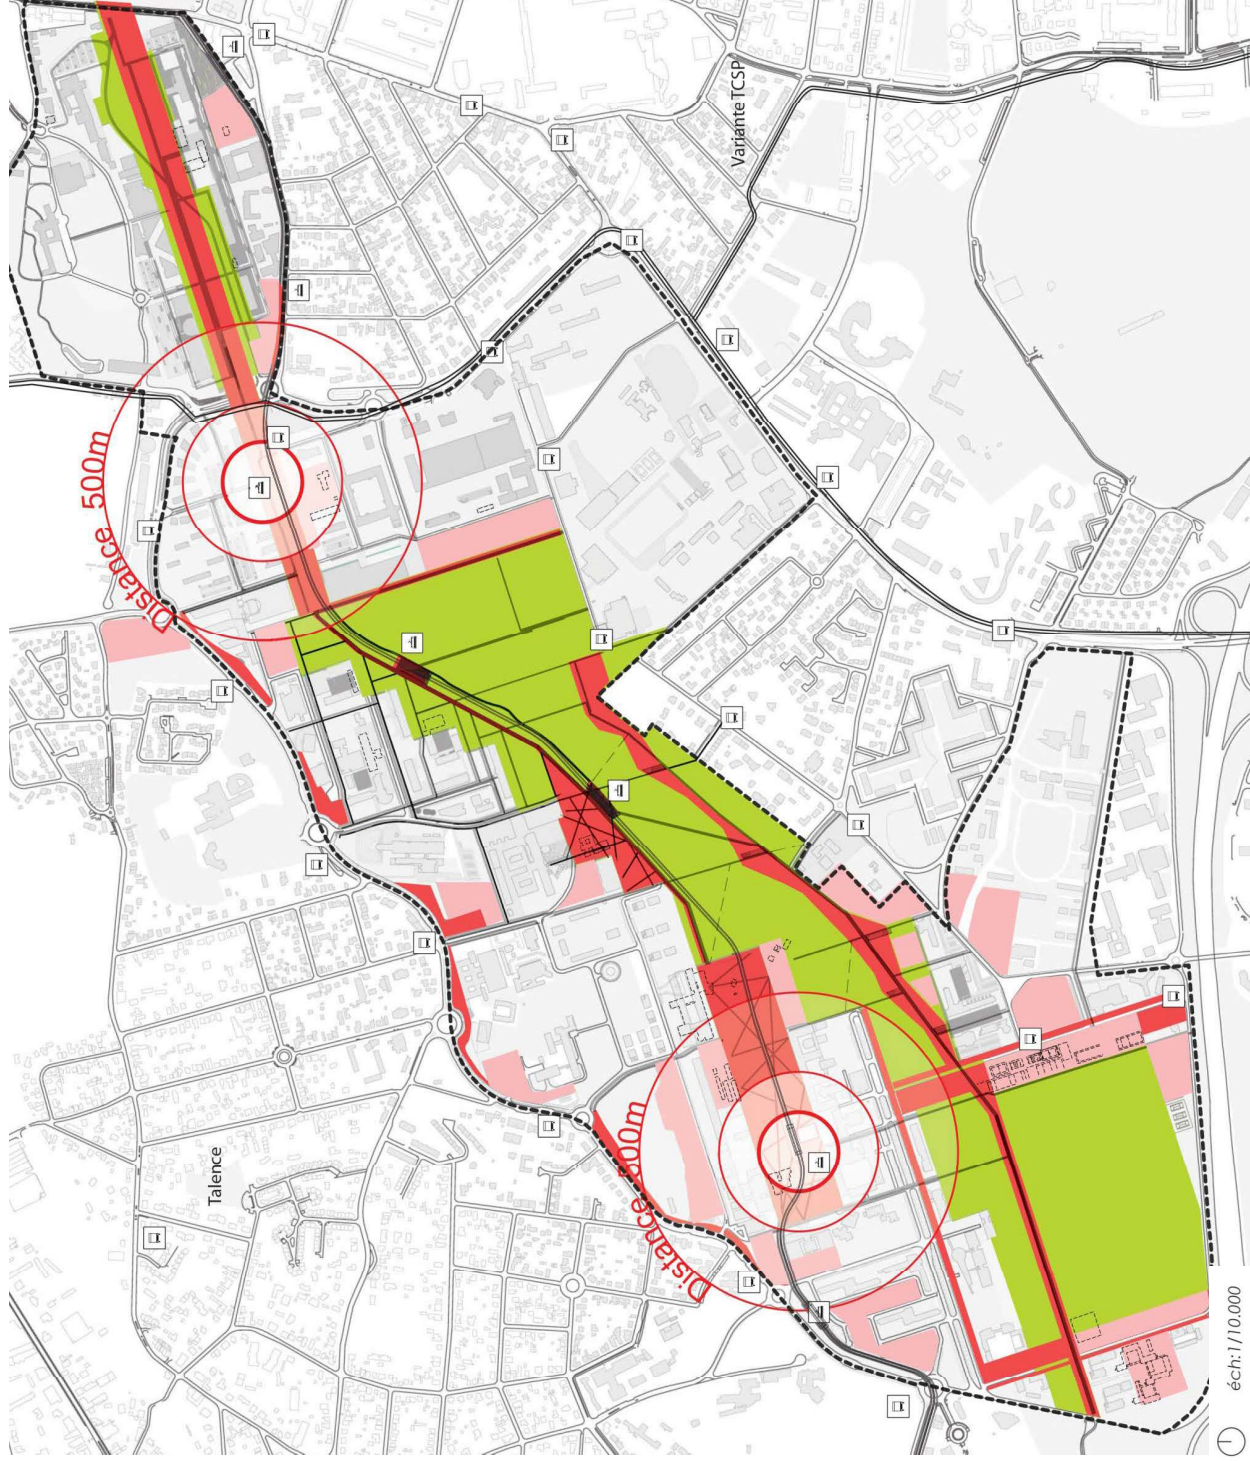 Variante TCSP
Distance 500m
Talence
Distance 500m
éch: 1/10.000